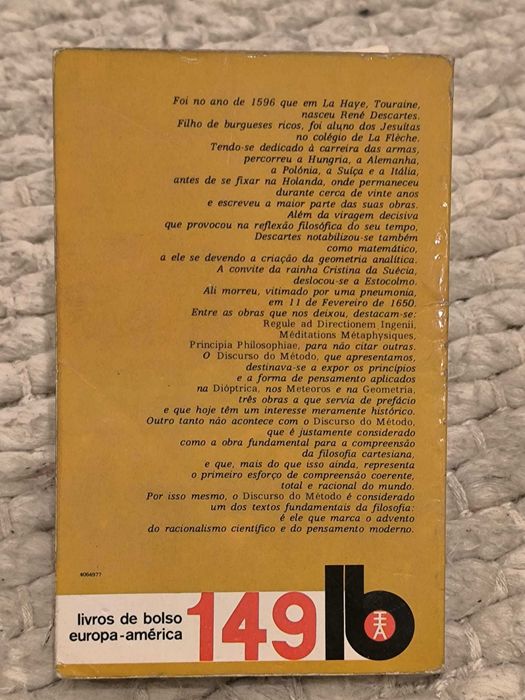 Foi no ano de 1596 que em La Haye, Touraine,
nasceu René Descartes.
Filho de burgueses ricos, foi aluno dos Jesuítas
no colégio de La Flèche.
Tendo-se dedicado à carreira das armas,
percorreu a Hungria, a Alemanha,
a Polónia, a Suíça e a Itália,
antes de se fixar na Holanda, onde permaneceu
durante cerca de vinte anos
e escreveu a maior parte das suas obras.
Além da viragem decisiva
que provocou na reflexão filosófica do seu tempo,
Descartes notabilizou-se também
como matemático,
a ele se devendo a criação da geometria analítica.
A convite da rainha Cristina da Suécia,
deslocou-se a Estocolmo.
Ali morreu, vitimado por uma pneumonia,
em 11 de Fevereiro de 1650.
Entre as obras que nos deixou, destacam-se:
Regule ad Directionem Ingenii,
Méditations Métaphysiques,
Principia Philosophiae, para não citar outras.
O Discurso do Método, que apresentamos,
destinava-se a expor os princípios
e a forma de pensamento aplicados
na Dióptrica, nos Meteoros e na Geometria,
três obras a que servia de prefácio
e que hoje têm um interesse meramente histórico.
Outro tanto não acontece com o Discurso do Método,
que é justamente considerado
como a obra fundamental para a compreensão
da filosofia cartesiana,
e que, mais do que isso ainda, representa
o primeiro esforço de compreensão coerente,
total e racional do mundo.
Por isso mesmo, o Discurso do Método é considerado
um dos textos fundamentais da filosofia:
é ele que marca o advento
do racionalismo científico e do pensamento moderno.
4064977
livros de bolso
europa-américa
149
lb
EA